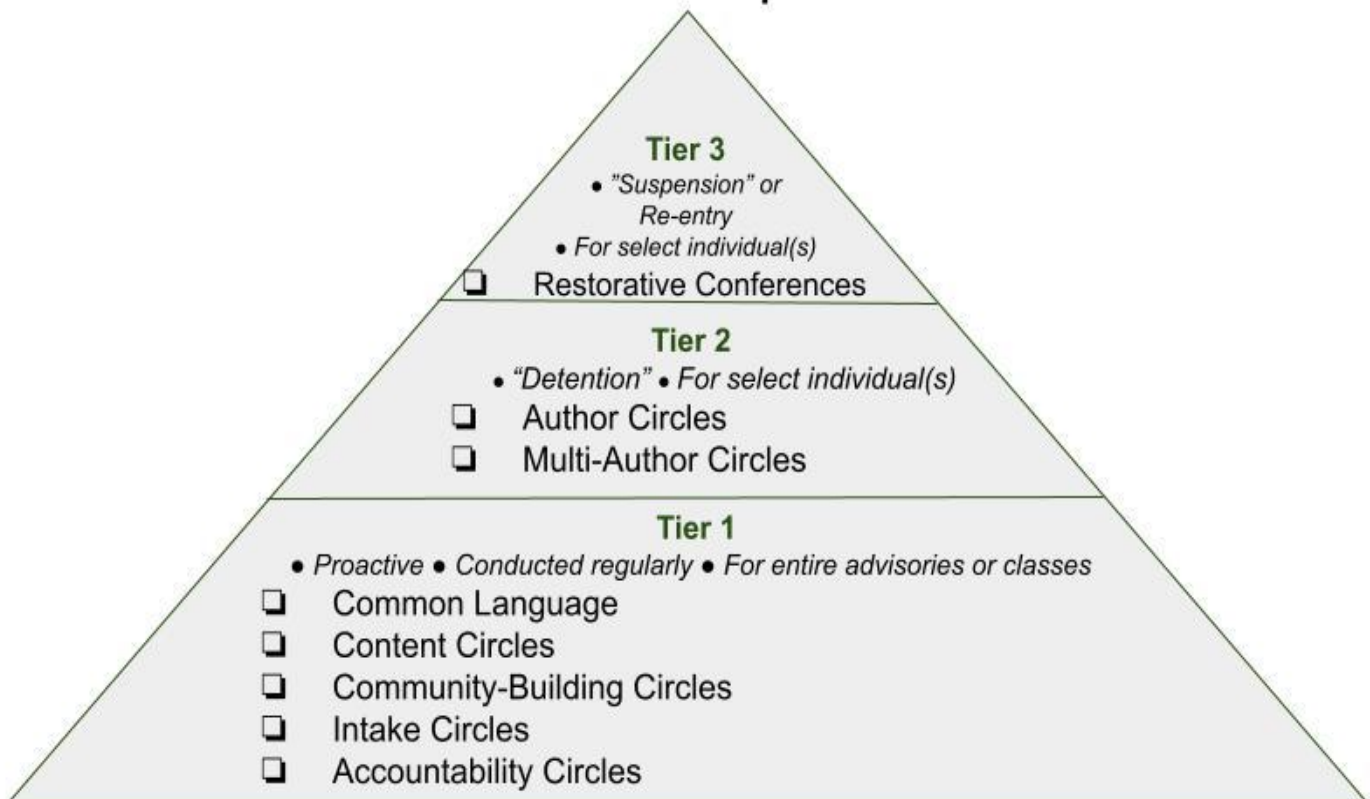 Tier 3
● ”Suspension” or
Re-entry
● For select individual(s)
❏ Restorative Conferences
Tier 2
● “Detention” ● For select individual(s)
❏ Author Circles
❏ Multi-Author Circles
Tier 1
● Proactive ● Conducted regularly ● For entire advisories or classes
❏ Common Language
❏ Content Circles
❏ Community-Building Circles
❏ Intake Circles
❏ Accountability Circles